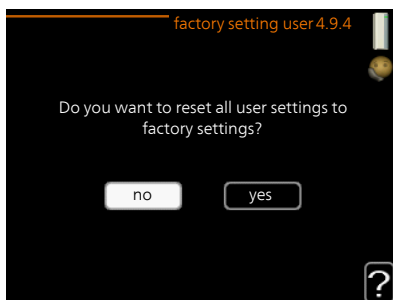 factory setting user 4.9.4
Do you want to reset all user settings to
factory settings?
no yes
?